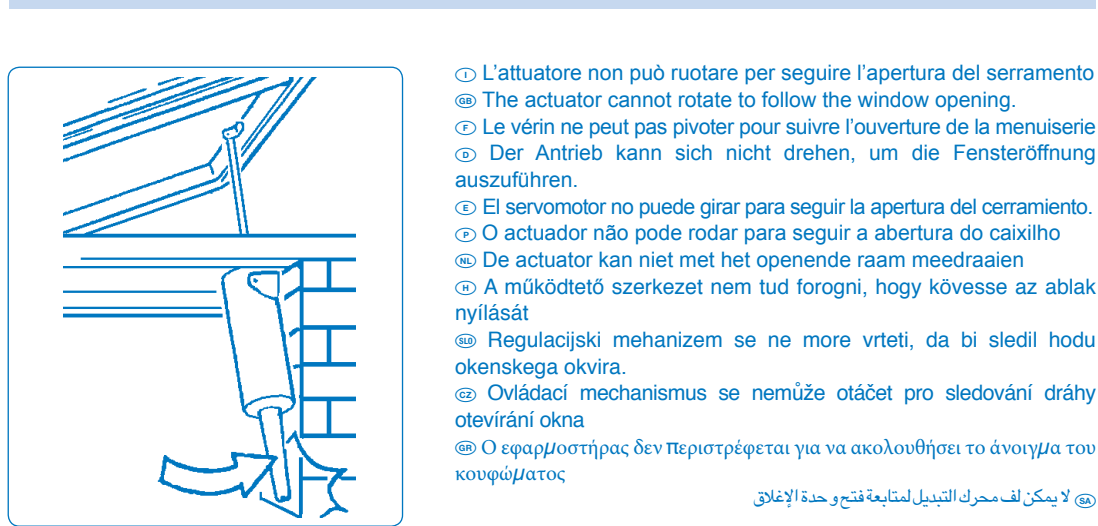 I L’attuatore non può ruotare per seguire l’apertura del serramento
GB The actuator cannot rotate to follow the window opening.
F Le vérin ne peut pas pivoter pour suivre l’ouverture de la menuiserie
D Der Antrieb kann sich nicht drehen, um die Fensteröffnung
auszuführen.
E El servomotor no puede girar para seguir la apertura del cerramiento.
P O actuador não pode rodar para seguir a abertura do caixilho
NL De actuator kan niet met het openende raam meedraaien
H A működtető szerkezet nem tud forogni, hogy kövesse az ablak
nyílását
SLO Regulacijski mehanizem se ne more vrteti, da bi sledil hodu
okenskega okvira.
CZ Ovládací mechanismus se nemůže otáčet pro sledování dráhy
otevírání okna
GR Ο εφαρμοστήρας δεν περιστρέφεται για να ακολουθήσει το άνοιγμα του
κουφώματος
SA لا يمكن لف محرك التبديل لمتابعة فتح و حدة الإغلاق